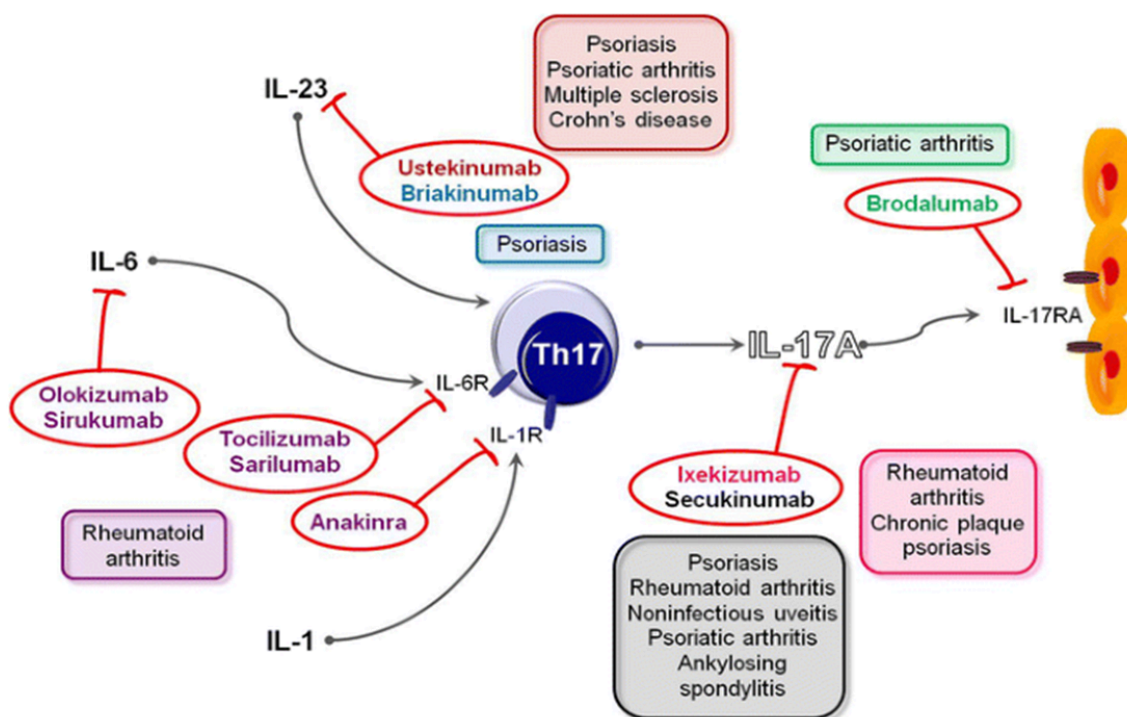 IL-23
Psoriasis
Psoriatic arthritis
Multiple sclerosis
Crohn's disease
Ustekinumab
Briakinumab
Psoriasis
Psoriatic arthritis
Brodalumab
IL-6
Th17
IL-17A
IL-17RA
IL-6R
IL-1R
Olokizumab
Sirukumab
Tocilizumab
Sarilumab
Anakinra
Rheumatoid
arthritis
IL-1
Ixekizumab
Secukinumab
Rheumatoid
arthritis
Chronic plaque
psoriasis
Psoriasis
Rheumatoid arthritis
Noninfectious uveitis
Psoriatic arthritis
Ankylosing
spondylitis